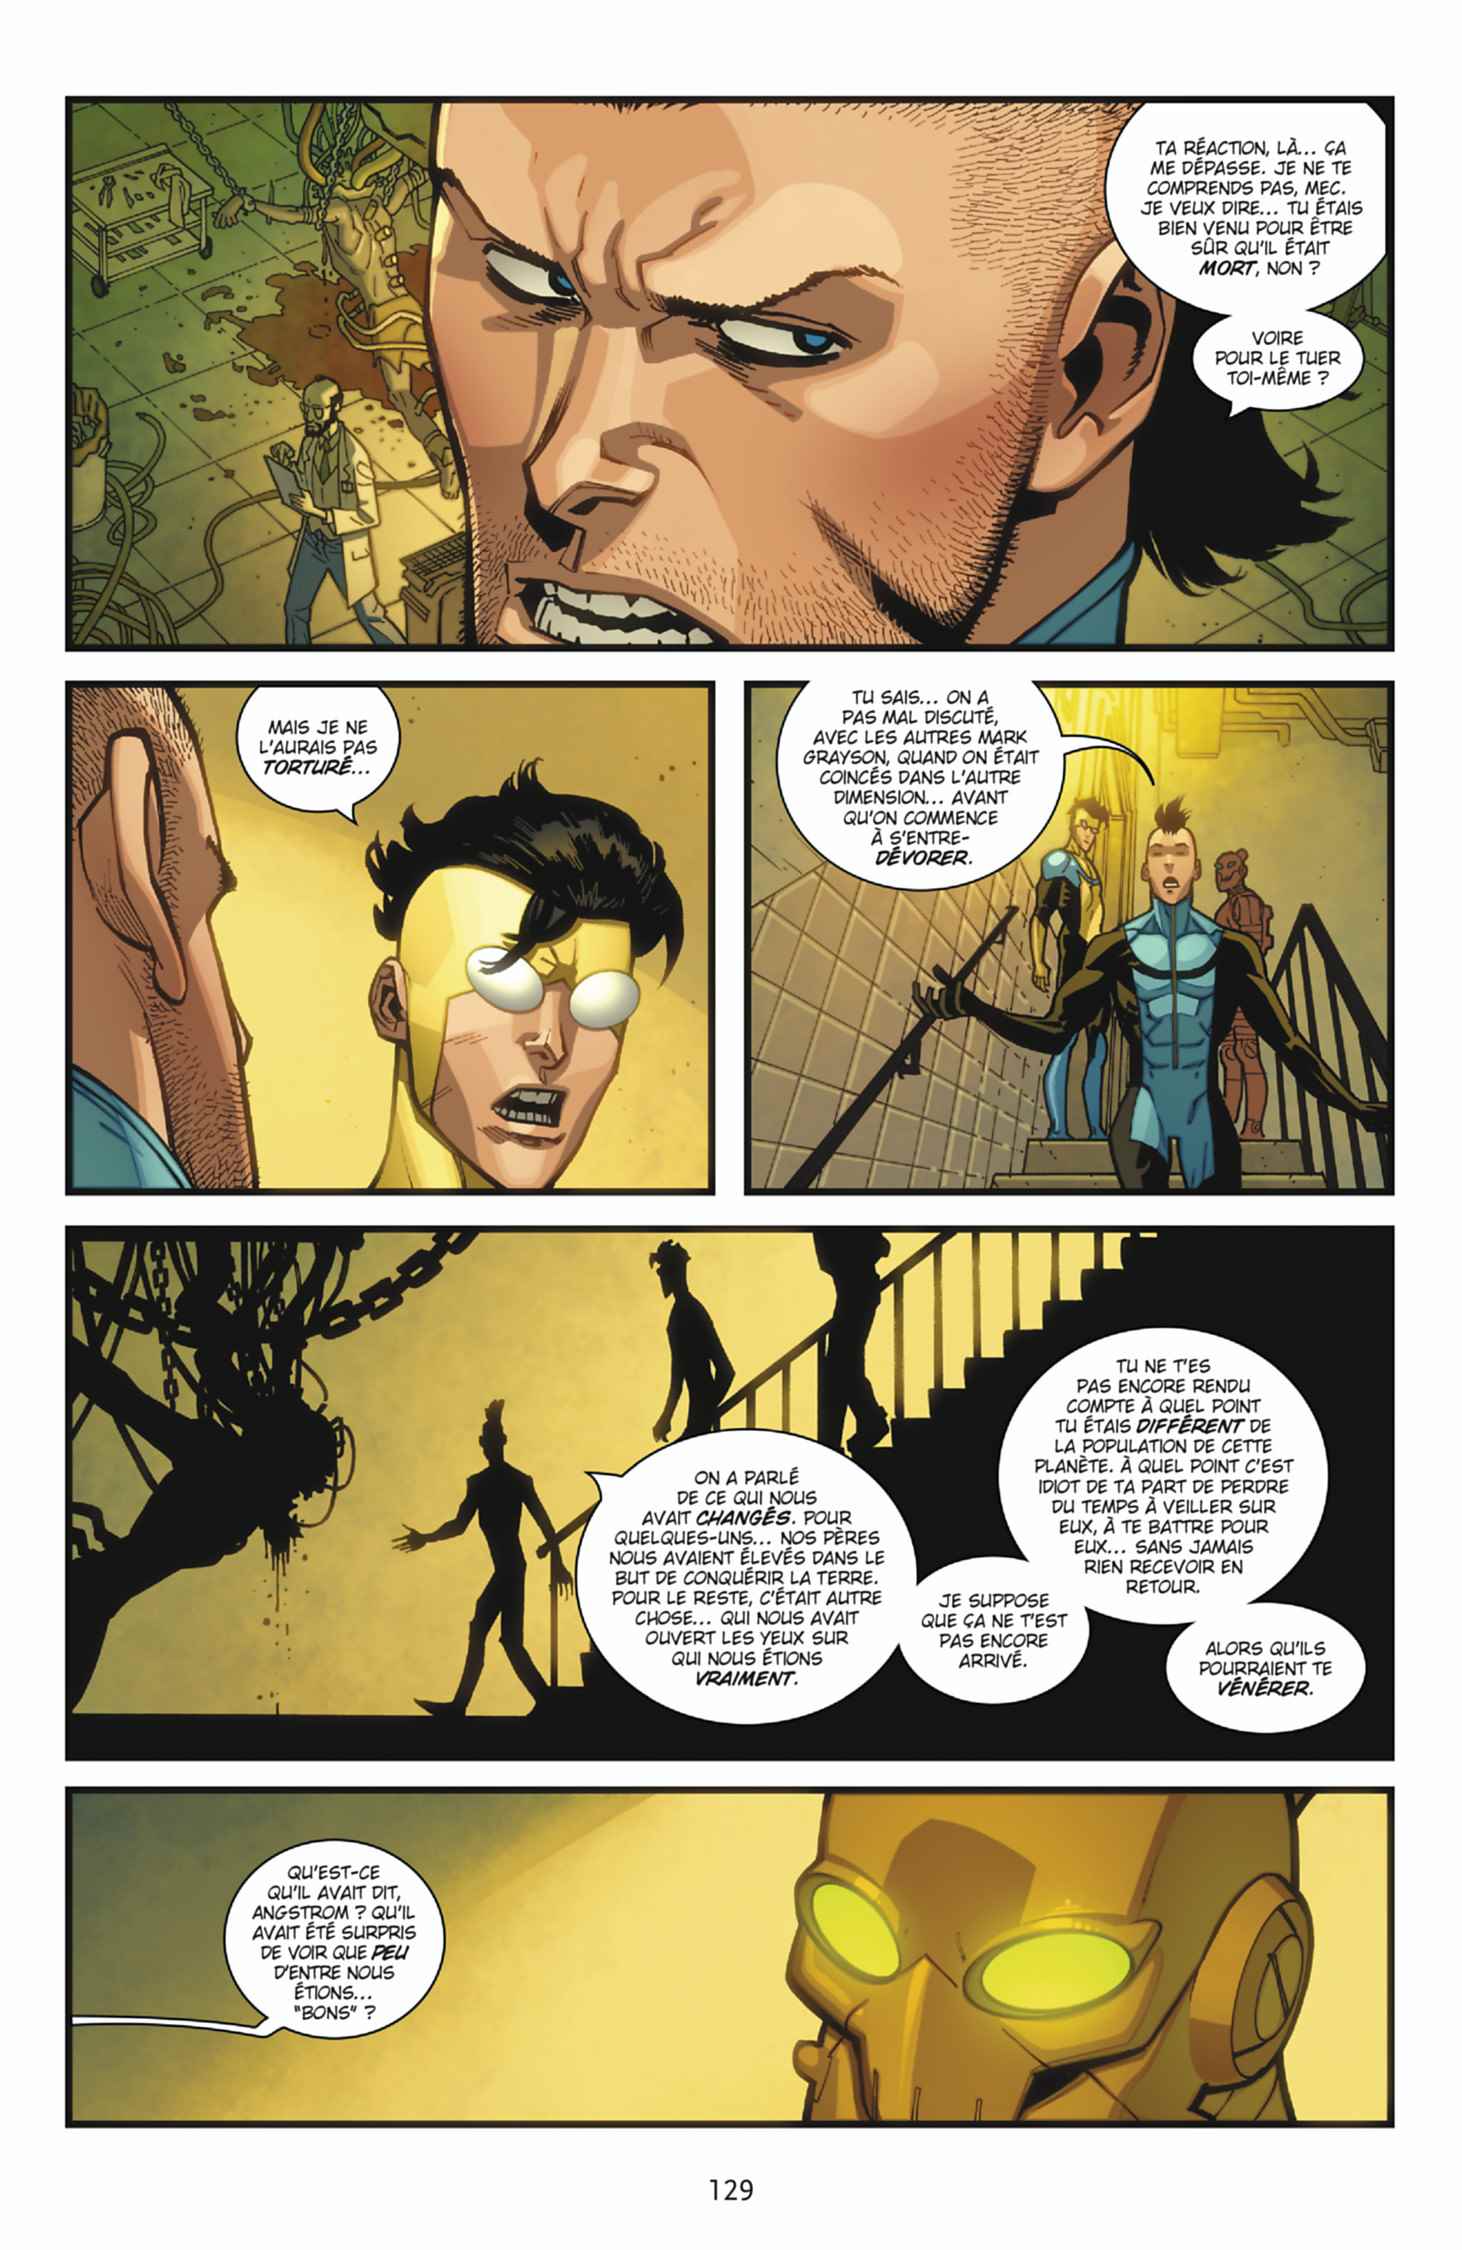 TA RÉACTION, LÀ... ÇA
ME DÉPASSE. JE NE TE
COMPRENDS PAS, MEC.
JE VEUX DIRE... TU ÉTAIS
BIEN VENU POUR ÊTRE
SÛR QU'IL ÉTAIT
MORT, NON ?
VOIRE
POUR LE TUER
TOI-MÊME ?
MAIS JE NE
L'AURAIS PAS
TORTURÉ...
TU SAIS... ON A
PAS MAL DISCUTÉ,
AVEC LES AUTRES MARK
GRAYSON, QUAND ON ÉTAIT
COINCÉS DANS L'AUTRE
DIMENSION... AVANT
QU'ON COMMENCE
À S'ENTRE-
DÉVORER.
ON A PARLÉ
DE CE QUI NOUS
AVAIT CHANGÉS. POUR
QUELQUES-UNS... NOS PÈRES
NOUS AVAIENT ÉLEVÉS DANS LE
BUT DE CONQUÉRIR LA TERRE.
POUR LE RESTE, C'ÉTAIT AUTRE
CHOSE... QUI NOUS AVAIT
OUVERT LES YEUX SUR
QUI NOUS ÉTIONS
VRAIMENT.
JE SUPPOSE
QUE ÇA NE T'EST
PAS ENCORE
ARRIVÉ.
TU NE T'ES
PAS ENCORE RENDU
COMPTE À QUEL POINT
TU ÉTAIS DIFFÉRENT DE
LA POPULATION DE CETTE
PLANÈTE. À QUEL POINT C'EST
IDIOT DE TA PART DE PERDRE
DU TEMPS À VEILLER SUR
EUX, À TE BATTRE POUR
EUX... SANS JAMAIS
RIEN RECEVOIR EN
RETOUR.
ALORS QU'ILS
POURRAIENT TE
VÉNÉRER.
QU'EST-CE
QU'IL AVAIT DIT,
ANGSTROM ? QU'IL
AVAIT ÉTÉ SURPRIS
DE VOIR QUE PEU
D'ENTRE NOUS
ÉTIONS...
"BONS" ?
129